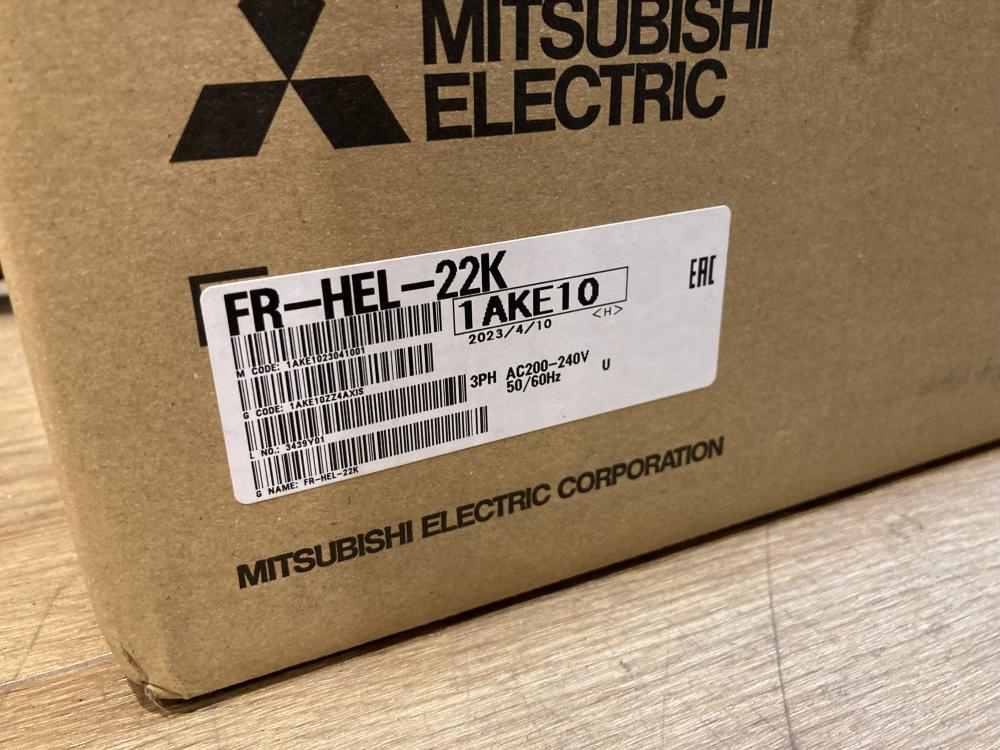 MITSUBISHI
ELECTRIC
FR-HEL-22K
1AKE10
2023/4/10 <H>
EAC
M CODE: 1AKE1023041001
G CODE: 1AKE10ZZ4AXIS
3PH AC200-240V
50/60Hz
U
L NO.: 3439Y01
G NAME: FR-HEL-22K
MITSUBISHI ELECTRIC CORPORATION